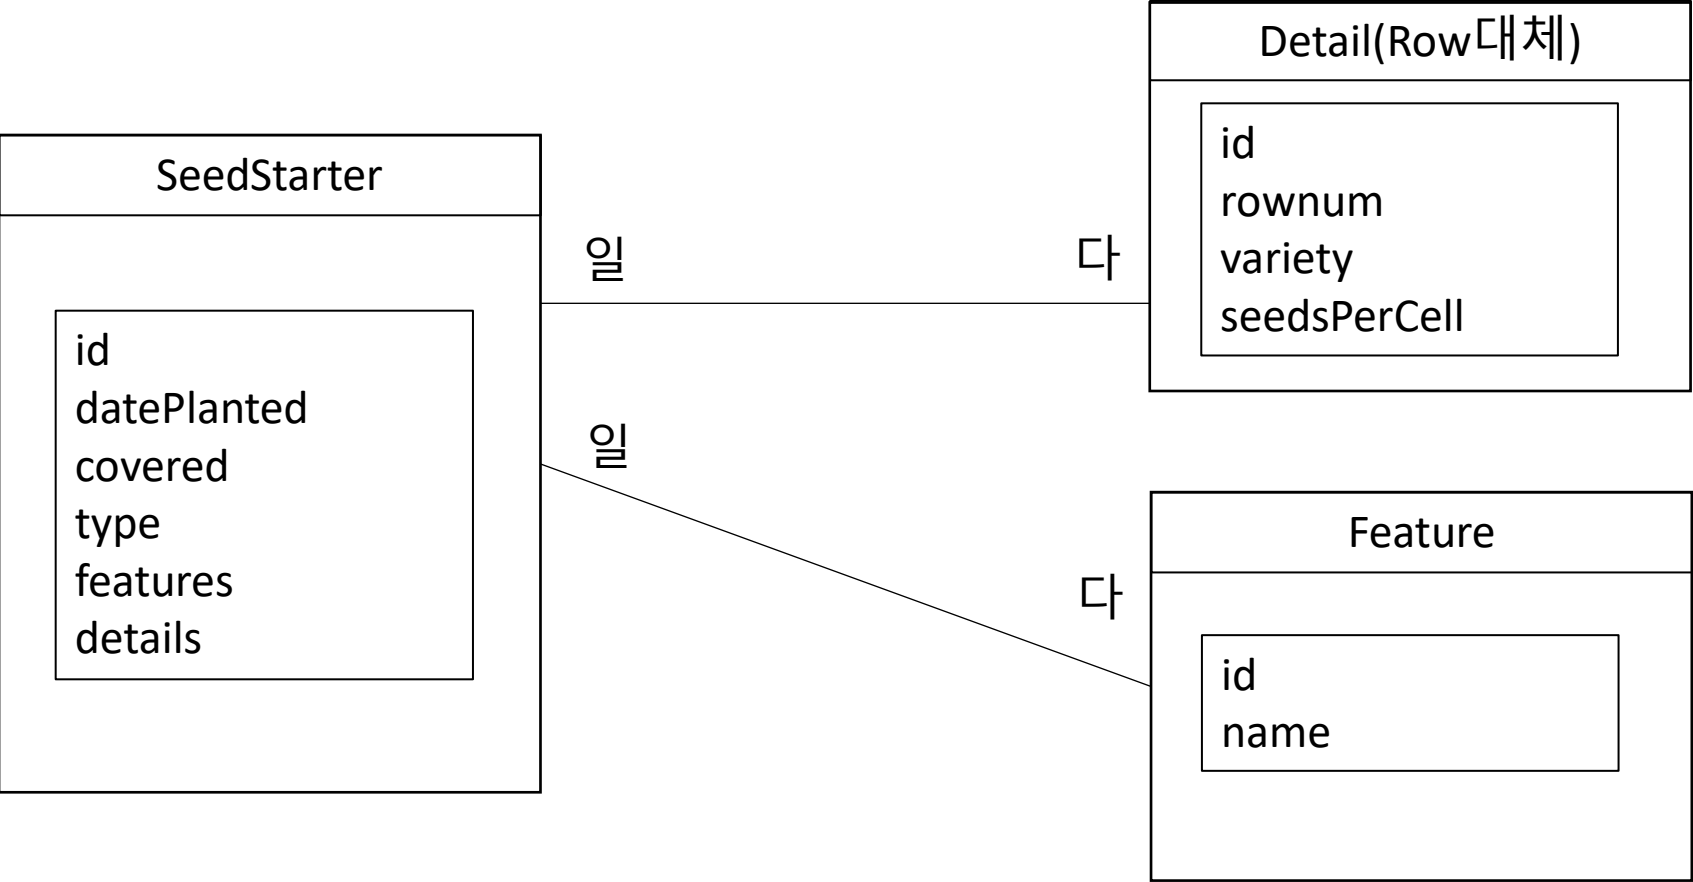 SeedStarter
id
datePlanted
covered
type
features
details
일
다
일
다
Detail(Row대체)
id
rownum
variety
seedsPerCell
Feature
id
name